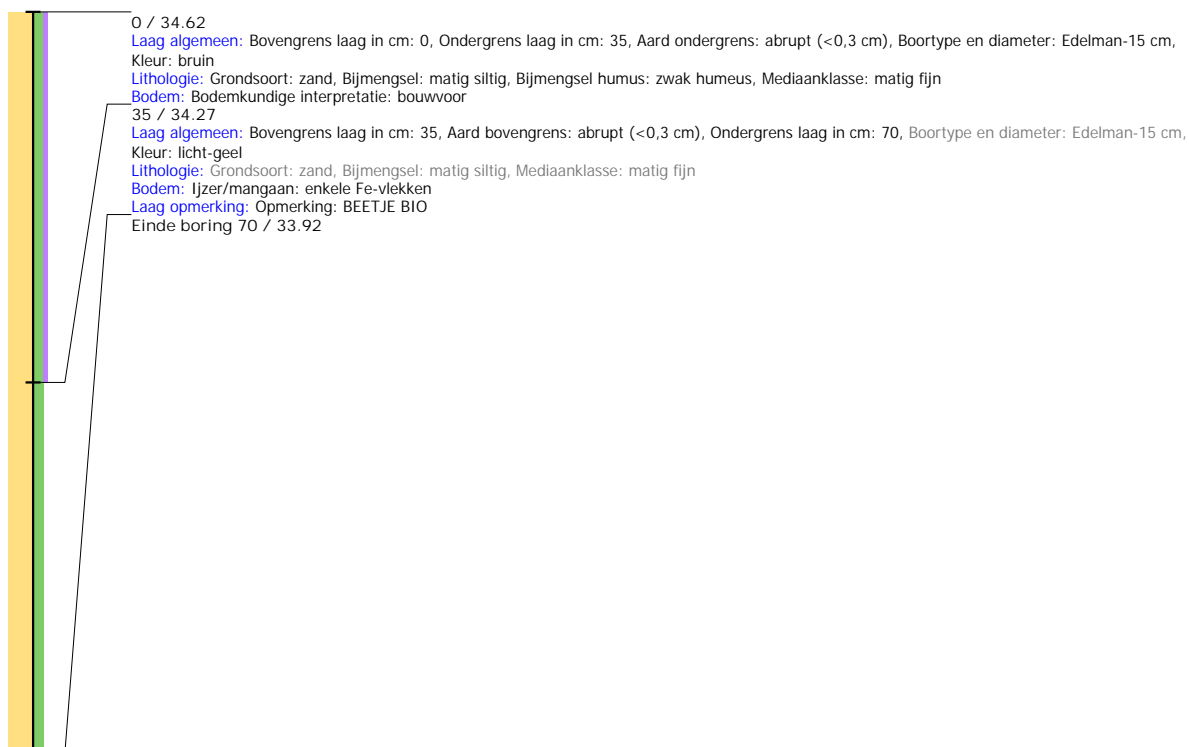 0 / 34.62
Laag algemeen: Bovengrens laag in cm: 0, Ondergrens laag in cm: 35, Aard ondergrens: abrupt (<0,3 cm), Boortype en diameter: Edelman-15 cm,
Kleur: bruin
Lithologie: Grondsoort: zand, Bijmengsel: matig siltig, Bijmengsel humus: zwak humeus, Mediaanklasse: matig fijn
Bodem: Bodemkundige interpretatie: bouwvoor
35 / 34.27
Laag algemeen: Bovengrens laag in cm: 35, Aard bovengrens: abrupt (<0,3 cm), Ondergrens laag in cm: 70, Boortype en diameter: Edelman-15 cm,
Kleur: licht-geel
Lithologie: Grondsoort: zand, Bijmengsel: matig siltig, Mediaanklasse: matig fijn
Bodem: Ijzer/mangaan: enkele Fe-vlekken
Laag opmerking: Opmerking: BEETJE BIO
Einde boring 70 / 33.92